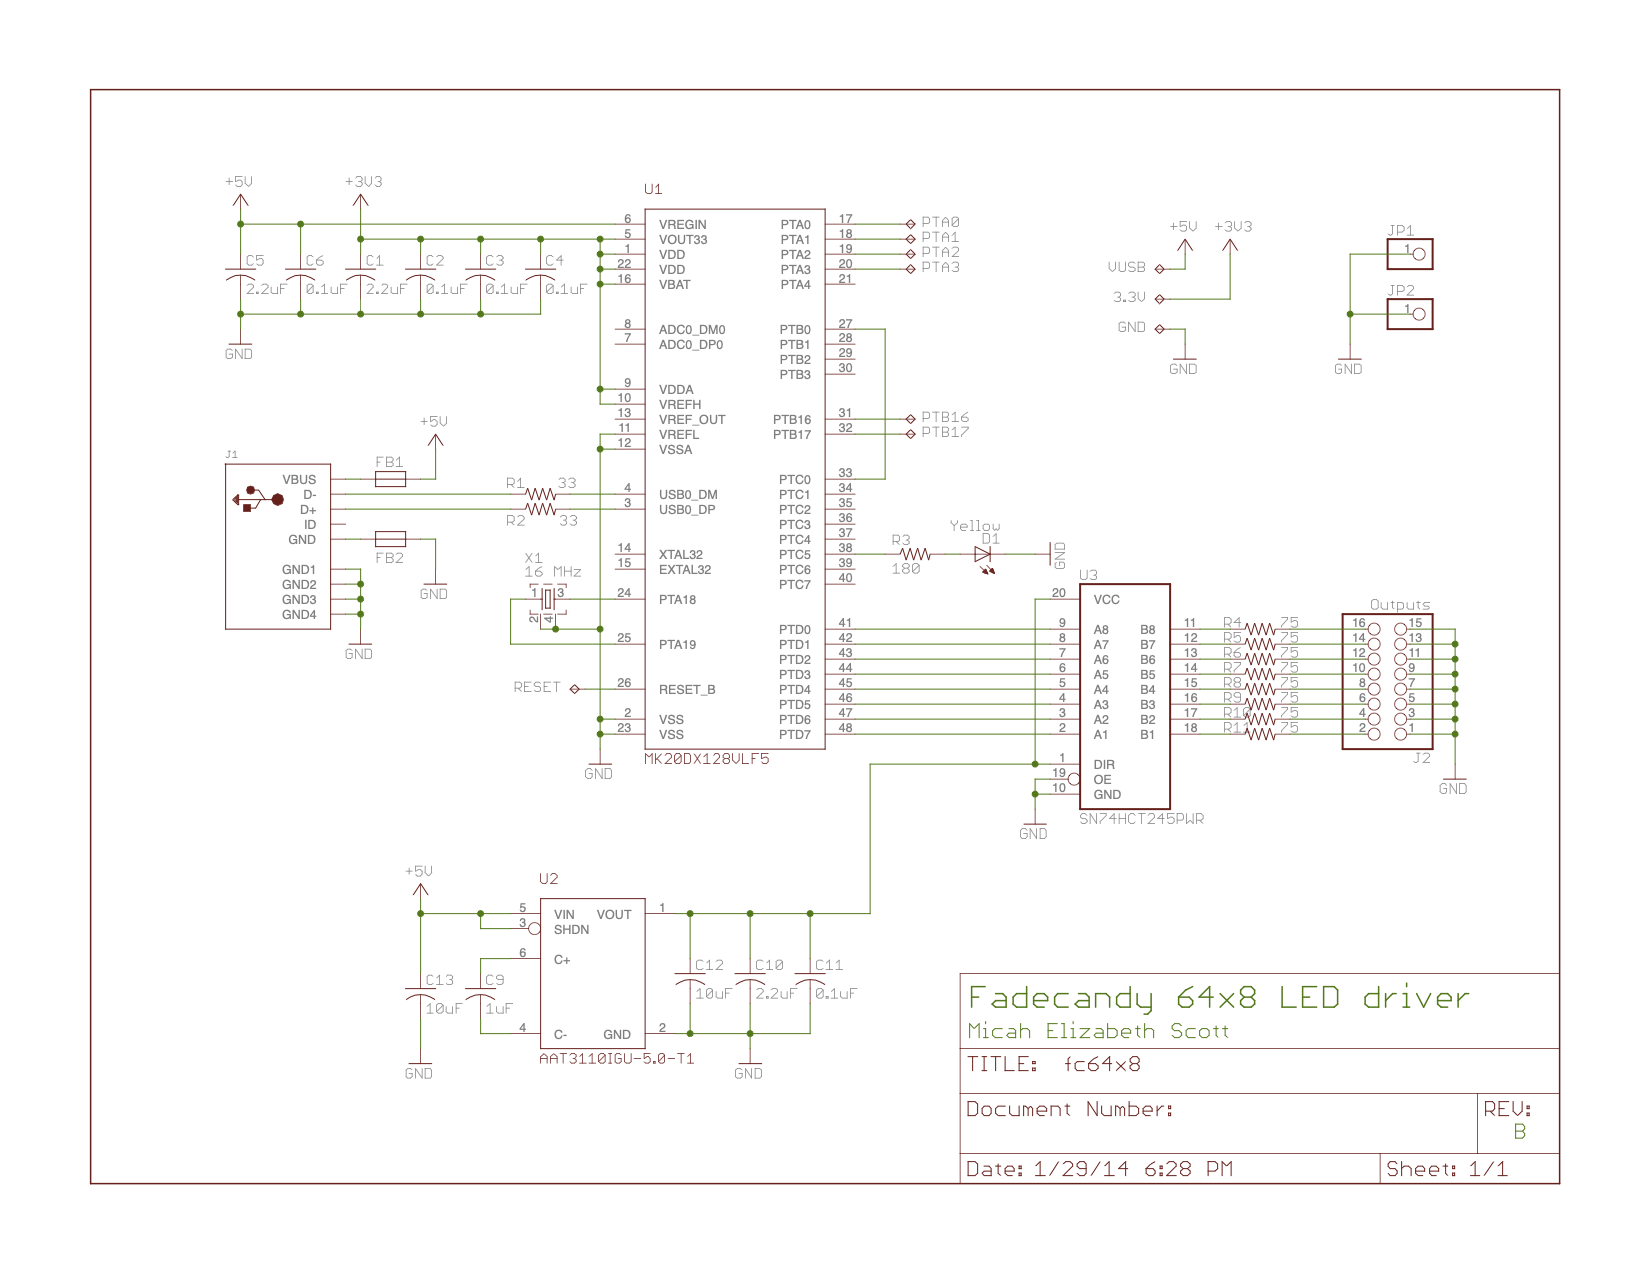 +5V +3V3
C5 2.2uF
C6 0.1uF
C1 2.2uF
C2 0.1uF
C3 0.1uF
C4 0.1uF
GND
U1
6 VREGIN
5 VOUT33
1 VDD
22 VDD
16 VBAT
8 ADC0_DM0
7 ADC0_DP0
9 VDDA
10 VREFH
13 VREF_OUT
11 VREFL
12 VSSA
4 USB0_DM
3 USB0_DP
14 XTAL32
15 EXTAL32
24 PTA18
25 PTA19
26 RESET_B
2 VSS
23 VSS
PTA0 17 PTA0
PTA1 18 PTA1
PTA2 19 PTA2
PTA3 20 PTA3
PTA4 21
PTB0 27
PTB1 28
PTB2 29
PTB3 30
PTB16 31 PTB16
PTB17 32 PTB17
PTC0 33
PTC1 34
PTC2 35
PTC3 36
PTC4 37
PTC5 38
PTC6 39
PTC7 40
PTD0 41
PTD1 42
PTD2 43
PTD3 44
PTD4 45
PTD5 46
PTD6 47
PTD7 48
MK20DX128VLF5
GND
+5V +3V3
VUSB
3.3V
GND
GND
JP1
1
JP2
1
GND
J1
VBUS
D-
D+
ID
GND
GND1
GND2
GND3
GND4
GND
FB1
+5V
FB2
GND
R1 33
R2 33
X1
16 MHz
1 3
2 4
RESET
R3
180
Yellow
D1
GND
U3
20 VCC
9 A8 B8 11
8 A7 B7 12
7 A6 B6 13
6 A5 B5 14
5 A4 B4 15
4 A3 B3 16
3 A2 B2 17
2 A1 B1 18
1 DIR
19 OE
10 GND
SN74HCT245PWR
GND
R4 75
R5 75
R6 75
R7 75
R8 75
R9 75
R10 75
R11 75
Outputs
16 15
14 13
12 11
10 9
8 7
6 5
4 3
2 1
J2
GND
+5V
U2
5 VIN VOUT 1
3 SHDN
6 C+
4 C- GND 2
AAT3110IGU-5.0-T1
C13 10uF
C9 1uF
C12 10uF
C10 2.2uF
C11 0.1uF
GND
GND
Fadecandy 64x8 LED driver
Micah Elizabeth Scott
TITLE: fc64x8
Document Number:
REV:
B
Date: 1/29/14 6:28 PM
Sheet: 1/1